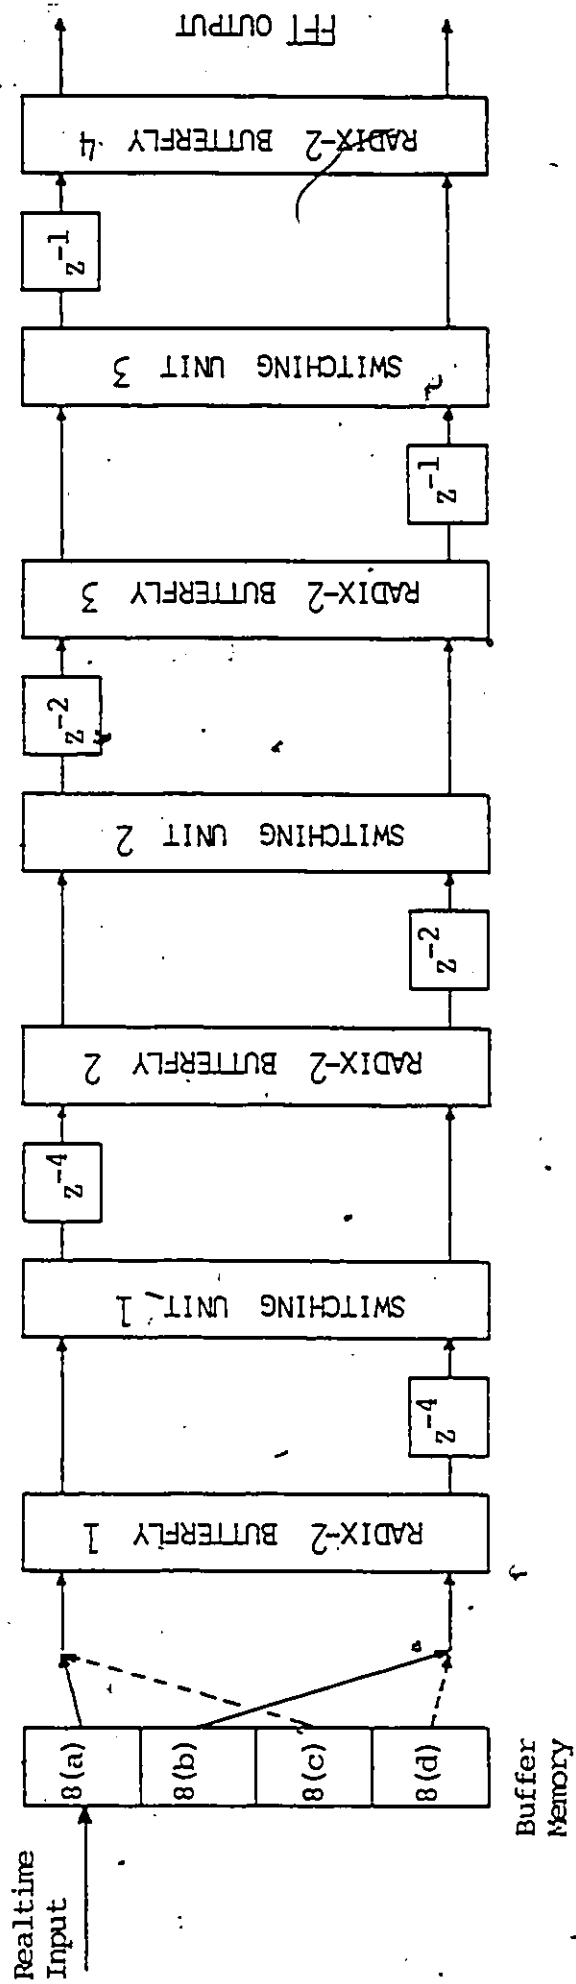 Realtime
Input
8(a)
8(b)
8(c)
8(d)
Buffer
Memory
RADIX-2 BUTTERFLY 1
z-4
SWITCHING UNIT 1
z-4
RADIX-2 BUTTERFLY 2
z-2
SWITCHING UNIT 2
z-2
RADIX-2 BUTTERFLY 3
z-1
SWITCHING UNIT 3
z-1
RADIX-2 BUTTERFLY 4
FFT OUTPUT